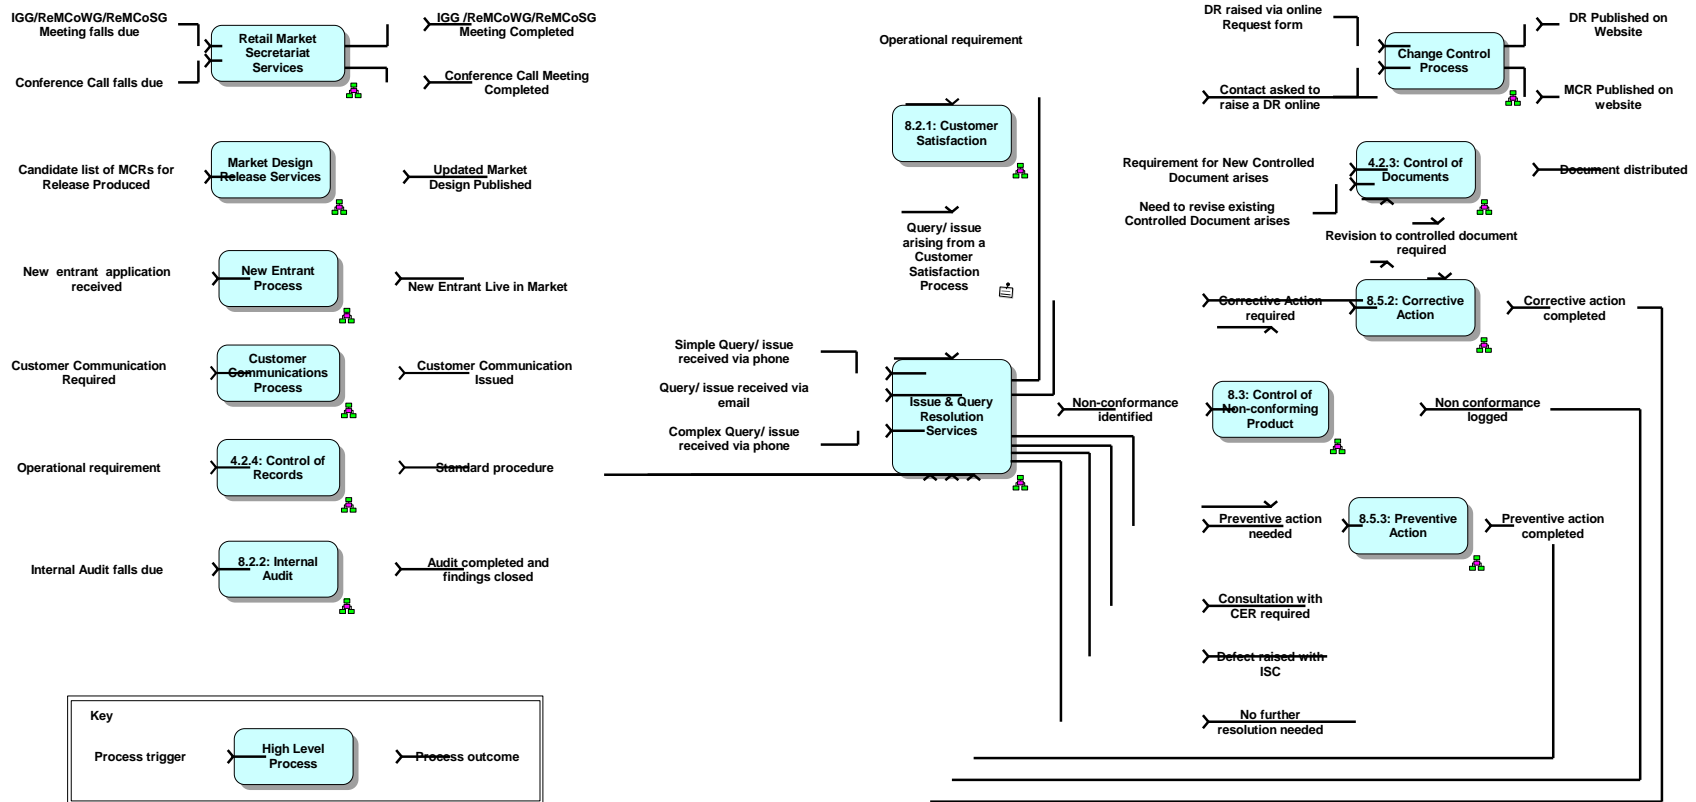 IGG/ReMCoWG/ReMCoSG
Meeting falls due
Conference Call falls due
Retail Market
Secretariat
Services
IGG /ReMCoWG/ReMCoSG
Meeting Completed
Conference Call Meeting
Completed
Candidate list of MCRs for
Release Produced
Market Design
Release Services
Updated Market
Design Published
New entrant application
received
New Entrant
Process
New Entrant Live in Market
Customer Communication
Required
Customer
Communications
Process
Customer Communication
Issued
Operational requirement
4.2.4: Control of
Records
Standard procedure
Internal Audit falls due
8.2.2: Internal
Audit
Audit completed and
findings closed
Key
Process trigger
High Level
Process
Process outcome
Operational requirement
8.2.1: Customer
Satisfaction
Query/ issue
arising from a
Customer
Satisfaction
Process
Simple Query/ issue
received via phone
Query/ issue received via
email
Complex Query/ issue
received via phone
Issue & Query
Resolution
Services
DR raised via online
Request form
Contact asked to
raise a DR online
Change Control
Process
DR Published on
Website
MCR Published on
website
Requirement for New Controlled
Document arises
Need to revise existing
Controlled Document arises
4.2.3: Control of
Documents
Document distributed
Revision to controlled document
required
Corrective Action
required
8.5.2: Corrective
Action
Corrective action
completed
Non-conformance
identified
8.3: Control of
Non-conforming
Product
Non conformance
logged
Preventive action
needed
8.5.3: Preventive
Action
Preventive action
completed
Consultation with
CER required
Defect raised with
ISC
No further
resolution needed